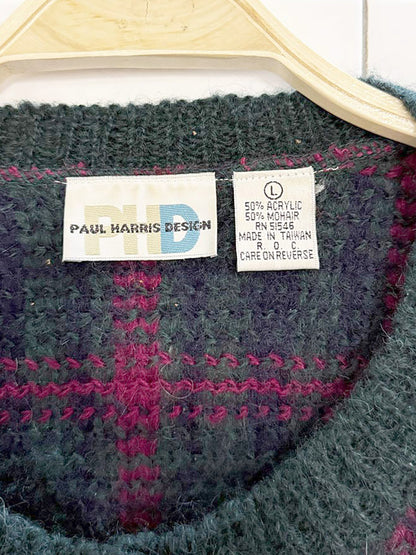 PHD
PAUL HARRIS DESIGN
L
50% ACRYLIC
50% MOHAIR
RN 51546
MADE IN TAIWAN
R. O. C.
CARE ON REVERSE